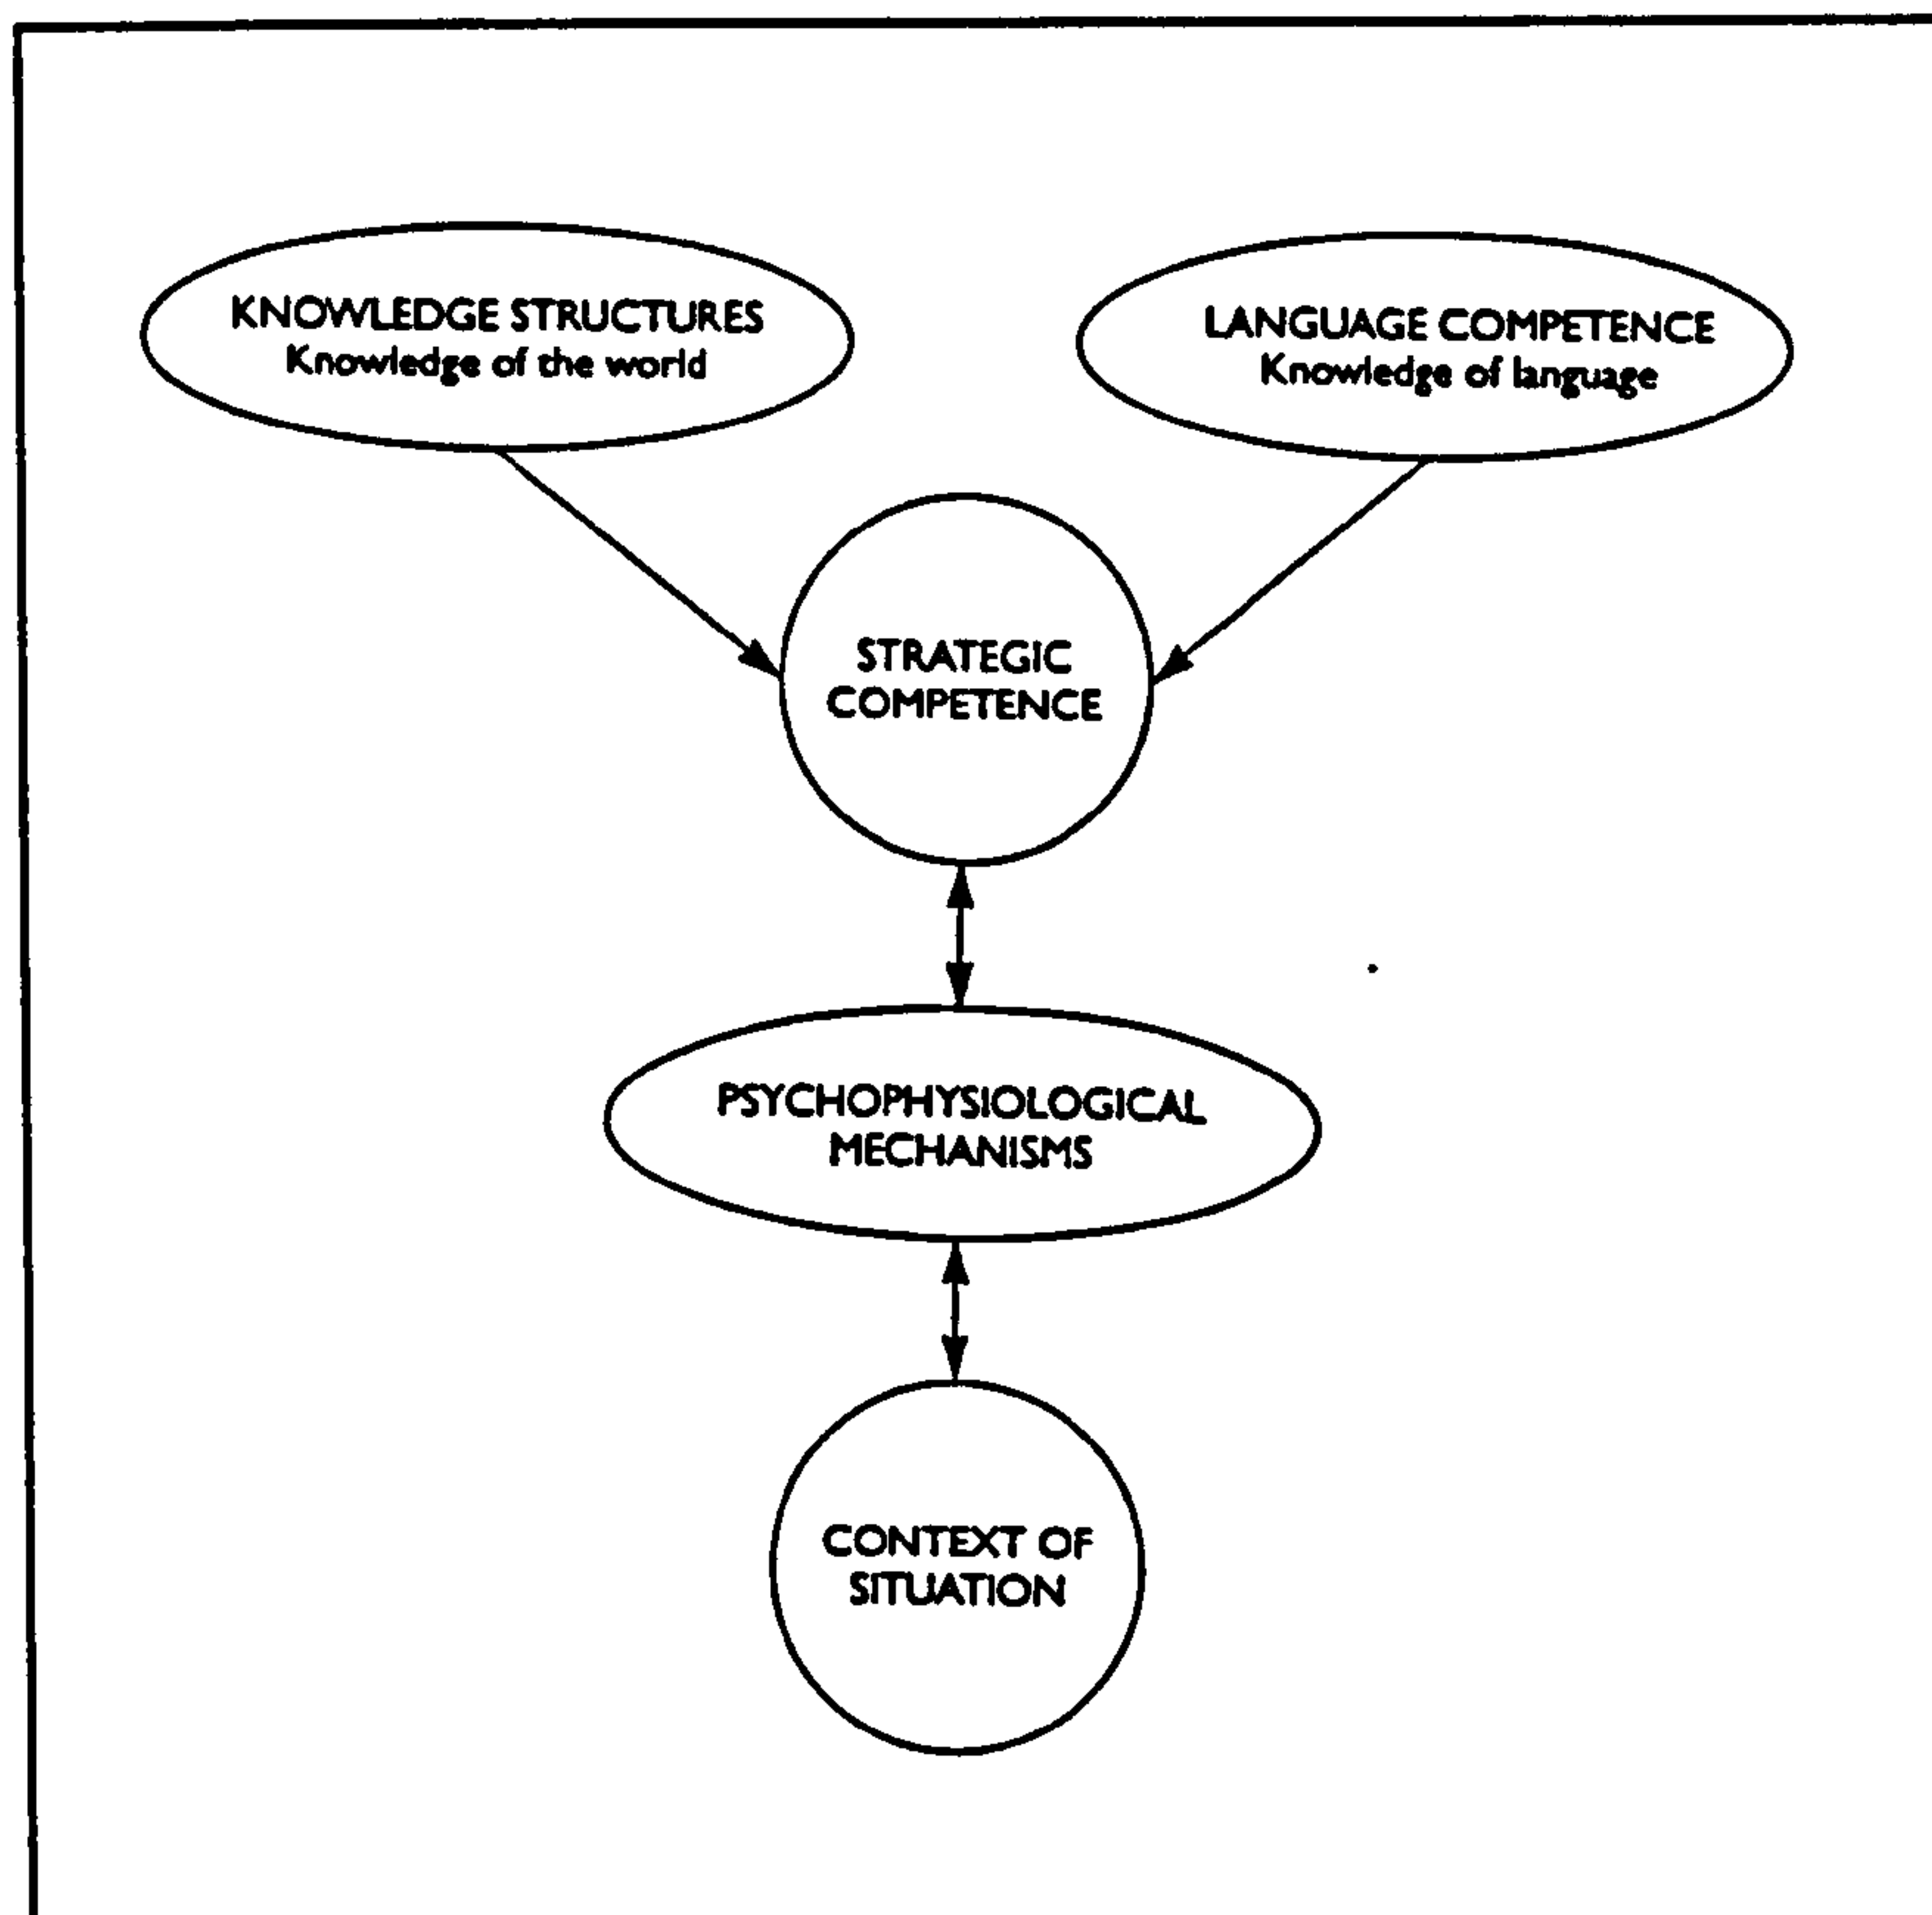 KNOWLEDGE STRUCTURES
Knowledge of the world
LANGUAGE COMPETENCE
Knowledge of language
STRATEGIC
COMPETENCE
PSYCHOPHYSIOLOGICAL
MECHANISMS
CONTEXT OF
SITUATION